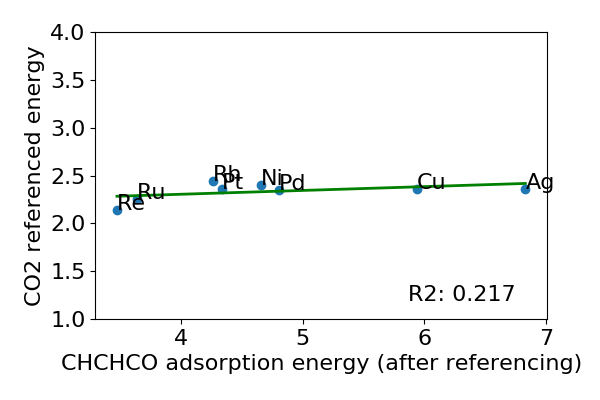 4.0
3.5
3.0
2.5
2.0
1.5
1.0
CO2 referenced energy
Re
Ru
Rh
Pt
Ni
Pd
Cu
Ag
R2: 0.217
4
5
6
7
CHCHCO adsorption energy (after referencing)